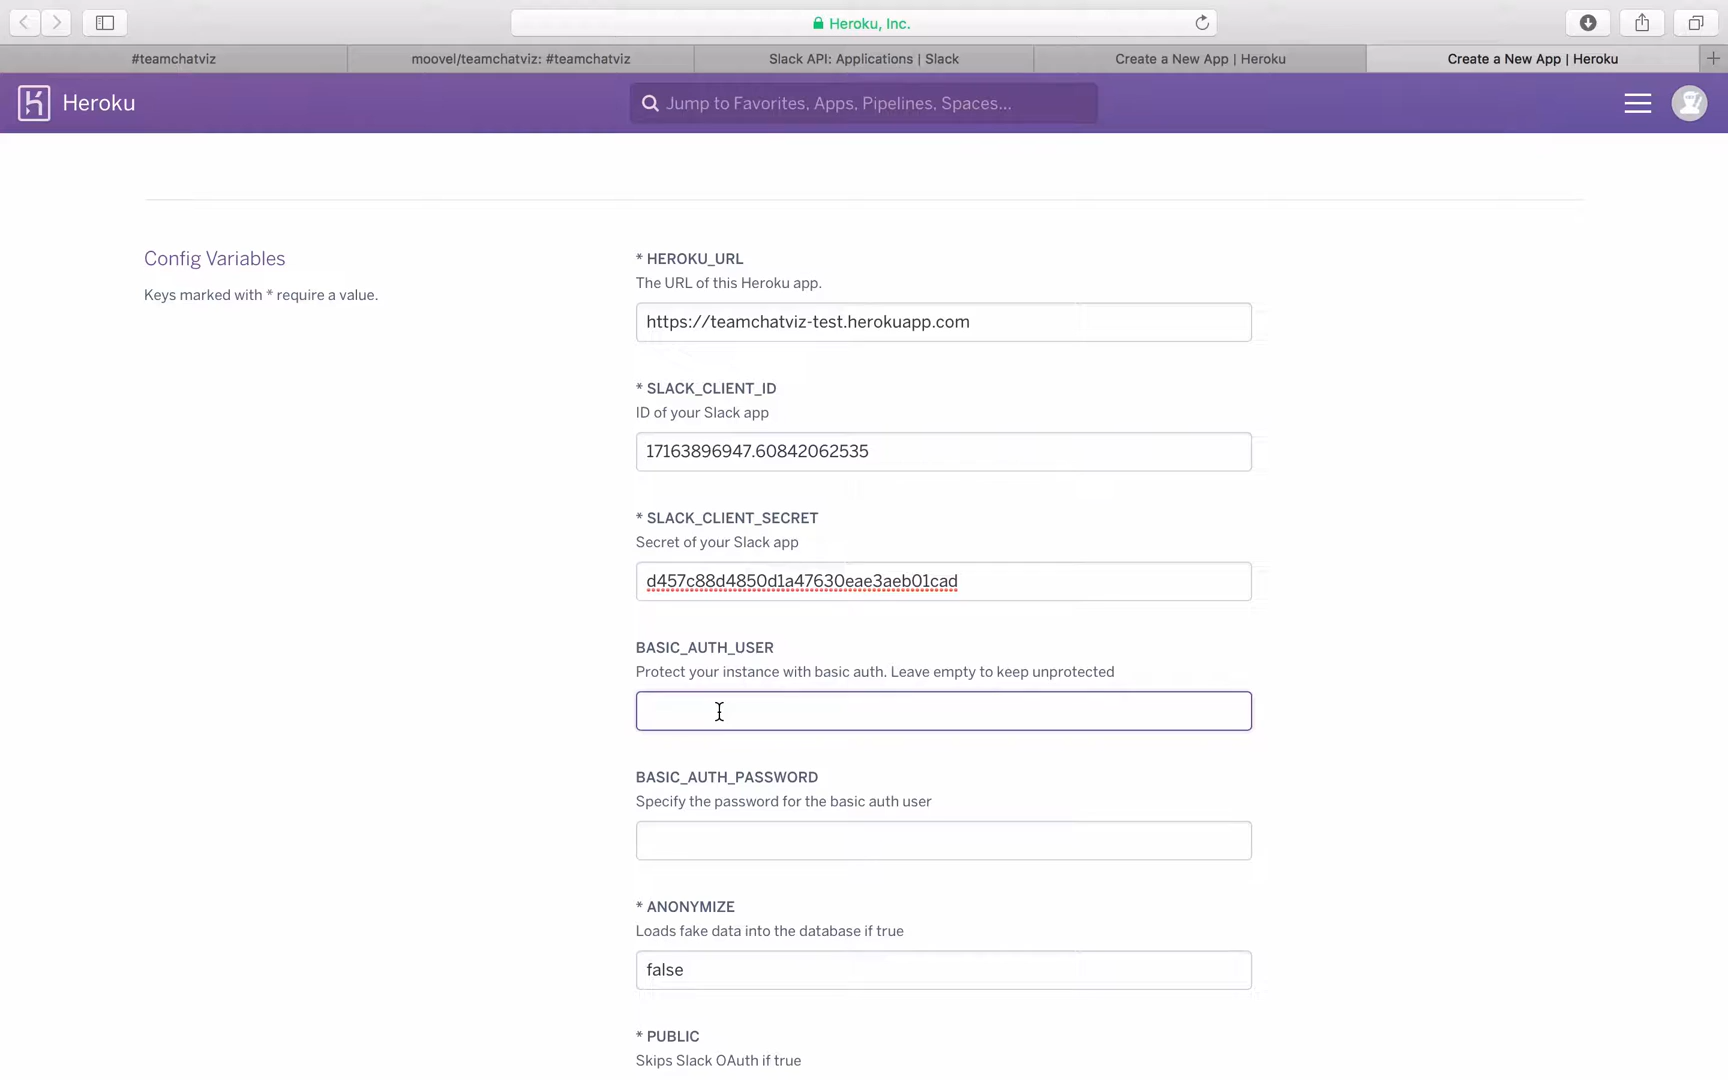 Heroku, Inc.
#teamchatviz
moovel/teamchatviz: #teamchatviz
Slack API: Applications | Slack
Create a New App | Heroku
Create a New App | Heroku
Heroku
Jump to Favorites, Apps, Pipelines, Spaces...
Config Variables
Keys marked with * require a value.
* HEROKU_URL
The URL of this Heroku app.
https://teamchatviz-test.herokuapp.com
* SLACK_CLIENT_ID
ID of your Slack app
17163896947.60842062535
* SLACK_CLIENT_SECRET
Secret of your Slack app
d457c88d4850d1a47630eae3aeb01cad
BASIC_AUTH_USER
Protect your instance with basic auth. Leave empty to keep unprotected
BASIC_AUTH_PASSWORD
Specify the password for the basic auth user
* ANONYMIZE
Loads fake data into the database if true
false
* PUBLIC
Skips Slack OAuth if true